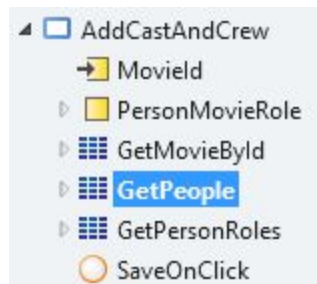 AddCastAndCrew
MovieId
PersonMovieRole
GetMovieById
GetPeople
GetPersonRoles
SaveOnClick